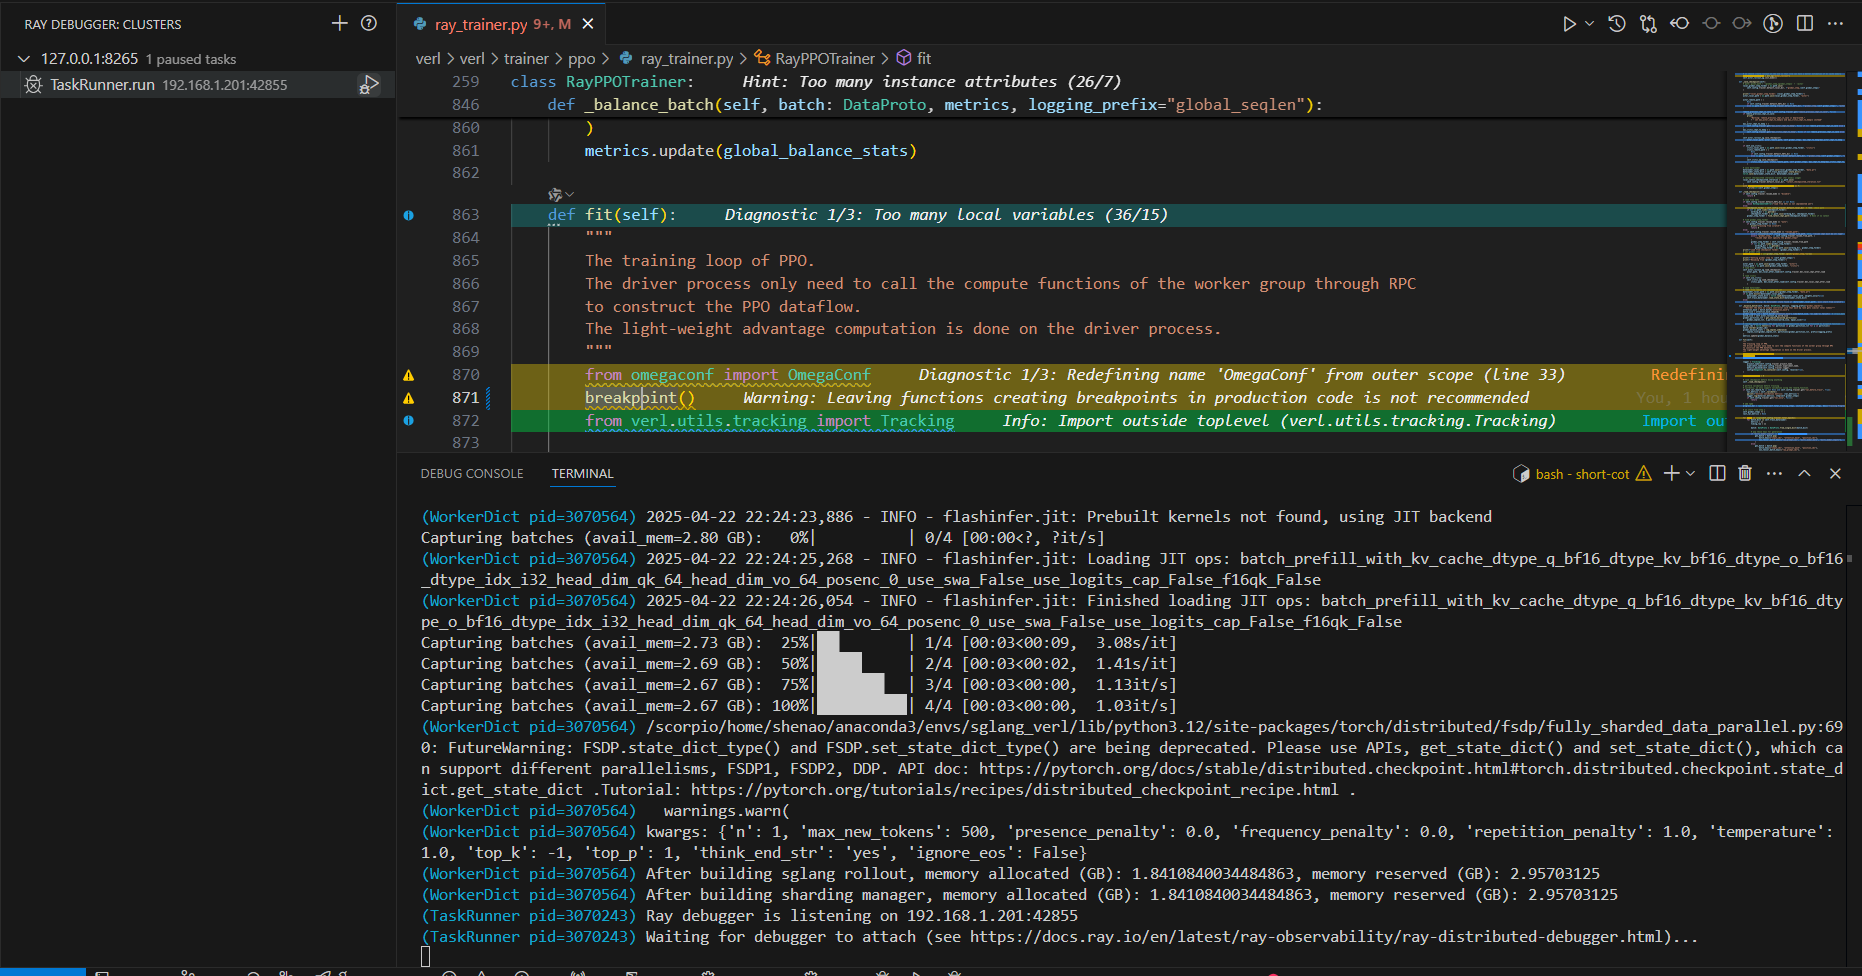 RAY DEBUGGER: CLUSTERS
127.0.0.1:8265 1 paused tasks
TaskRunner.run 192.168.1.201:42855
ray_trainer.py 9+, M
verl > verl > trainer > ppo > ray_trainer.py > RayPPOTrainer > fit
259 class RayPPOTrainer: Hint: Too many instance attributes (26/7)
846 def _balance_batch(self, batch: DataProto, metrics, logging_prefix="global_seqlen"):
860 )
861 metrics.update(global_balance_stats)
862
863 def fit(self): Diagnostic 1/3: Too many local variables (36/15)
864 """
865 The training loop of PPO.
866 The driver process only need to call the compute functions of the worker group through RPC
867 to construct the PPO dataflow.
868 The light-weight advantage computation is done on the driver process.
869 """
870 from omegaconf import OmegaConf Diagnostic 1/3: Redefining name 'OmegaConf' from outer scope (line 33) Redefini
871 breakpoint() Warning: Leaving functions creating breakpoints in production code is not recommended You, 1 hou
872 from verl.utils.tracking import Tracking Info: Import outside toplevel (verl.utils.tracking.Tracking) Import ou
873
DEBUG CONSOLE TERMINAL bash - short-cot
(WorkerDict pid=3070564) 2025-04-22 22:24:23,886 - INFO - flashinfer.jit: Prebuilt kernels not found, using JIT backend
Capturing batches (avail_mem=2.80 GB): 0%| | 0/4 [00:00<?, ?it/s]
(WorkerDict pid=3070564) 2025-04-22 22:24:25,268 - INFO - flashinfer.jit: Loading JIT ops: batch_prefill_with_kv_cache_dtype_q_bf16_dtype_kv_bf16_dtype_o_bf16
_dtype_idx_i32_head_dim_qk_64_head_dim_vo_64_posenc_0_use_swa_False_use_logits_cap_False_f16qk_False
(WorkerDict pid=3070564) 2025-04-22 22:24:26,054 - INFO - flashinfer.jit: Finished loading JIT ops: batch_prefill_with_kv_cache_dtype_q_bf16_dtype_kv_bf16_dty
pe_o_bf16_dtype_idx_i32_head_dim_qk_64_head_dim_vo_64_posenc_0_use_swa_False_use_logits_cap_False_f16qk_False
Capturing batches (avail_mem=2.73 GB): 25%| | 1/4 [00:03<00:09, 3.08s/it]
Capturing batches (avail_mem=2.69 GB): 50%| | 2/4 [00:03<00:02, 1.41s/it]
Capturing batches (avail_mem=2.67 GB): 75%| | 3/4 [00:03<00:00, 1.13it/s]
Capturing batches (avail_mem=2.67 GB): 100%| | 4/4 [00:03<00:00, 1.03it/s]
(WorkerDict pid=3070564) /scorpio/home/shenao/anaconda3/envs/sglang_verl/lib/python3.12/site-packages/torch/distributed/fsdp/fully_sharded_data_parallel.py:69
0: FutureWarning: FSDP.state_dict_type() and FSDP.set_state_dict_type() are being deprecated. Please use APIs, get_state_dict() and set_state_dict(), which ca
n support different parallelisms, FSDP1, FSDP2, DDP. API doc: https://pytorch.org/docs/stable/distributed.checkpoint.html#torch.distributed.checkpoint.state_d
ict.get_state_dict .Tutorial: https://pytorch.org/tutorials/recipes/distributed_checkpoint_recipe.html .
(WorkerDict pid=3070564) warnings.warn(
(WorkerDict pid=3070564) kwargs: {'n': 1, 'max_new_tokens': 500, 'presence_penalty': 0.0, 'frequency_penalty': 0.0, 'repetition_penalty': 1.0, 'temperature':
1.0, 'top_k': -1, 'top_p': 1, 'think_end_str': 'yes', 'ignore_eos': False}
(WorkerDict pid=3070564) After building sglang rollout, memory allocated (GB): 1.8410840034484863, memory reserved (GB): 2.95703125
(WorkerDict pid=3070564) After building sharding manager, memory allocated (GB): 1.8410840034484863, memory reserved (GB): 2.95703125
(TaskRunner pid=3070243) Ray debugger is listening on 192.168.1.201:42855
(TaskRunner pid=3070243) Waiting for debugger to attach (see https://docs.ray.io/en/latest/ray-observability/ray-distributed-debugger.html)...